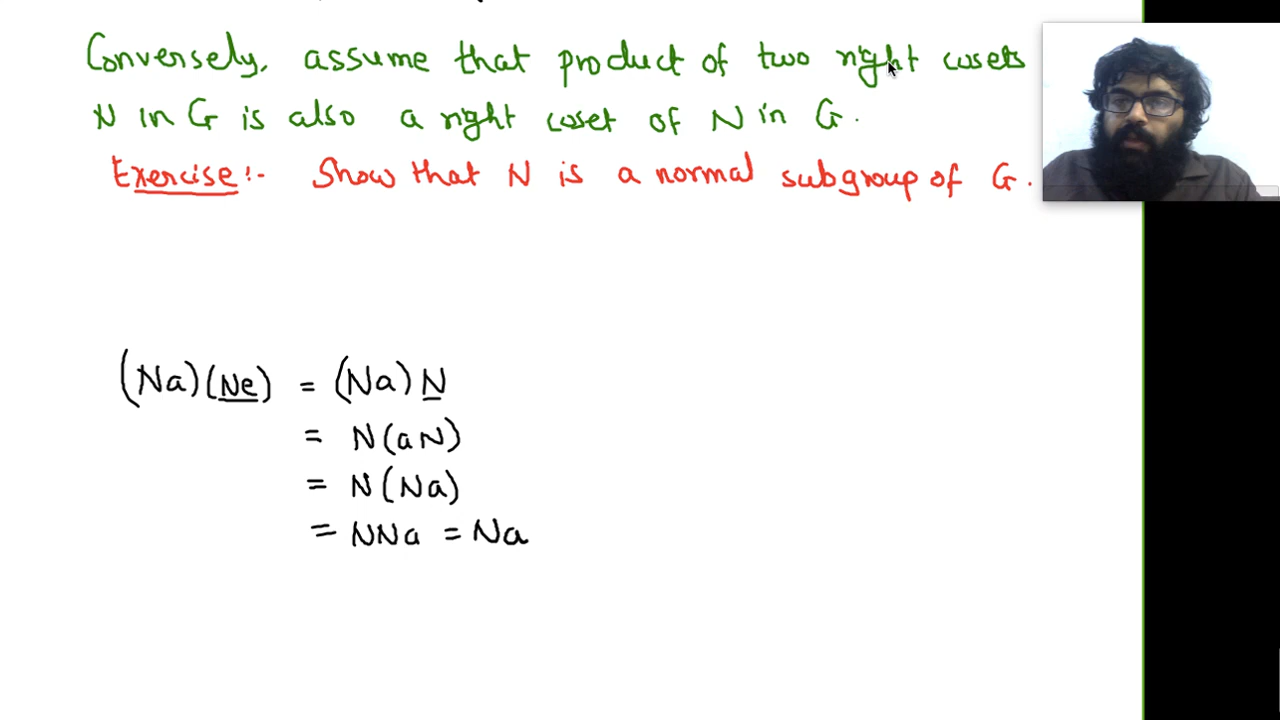 Conversely, assume that product of two right cosets
N in G is also a right coset of N in G.
Exercise :- Show that N is a normal subgroup of G.
(Na)(Ne) = (Na) N
= N(aN)
= N(Na)
= NNa = Na